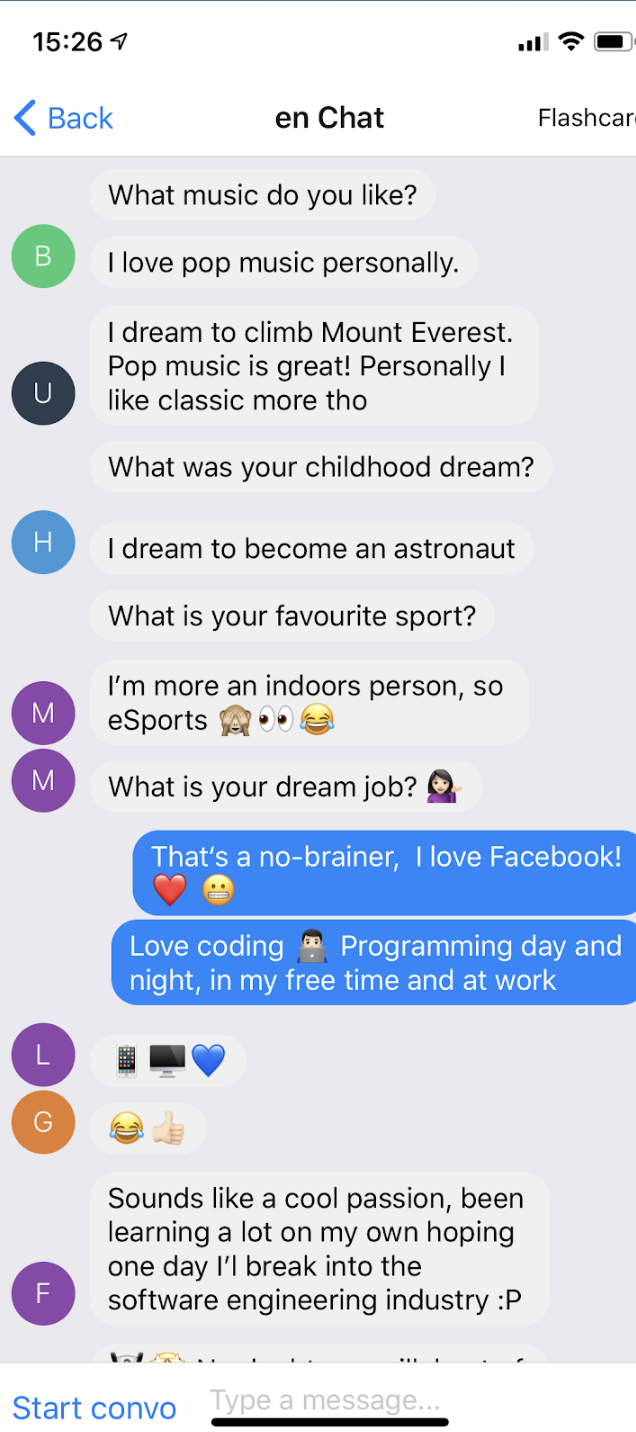 15:26
Back
en Chat
Flashcar
What music do you like?
B
I love pop music personally.
I dream to climb Mount Everest.
Pop music is great! Personally I
like classic more tho
U
What was your childhood dream?
H
I dream to become an astronaut
What is your favourite sport?
I'm more an indoors person, so
eSports 🙈👀😂
M
M
What is your dream job? 💁🏻‍♀️
That‘s a no-brainer,  I love Facebook!
❤️ 😬
Love coding 👨🏻‍💻 Programming day and
night, in my free time and at work
L
📱🖥️💙
G
😂👍🏻
Sounds like a cool passion, been
learning a lot on my own hoping
one day I’l break into the
software engineering industry :P
F
Start convo
Type a message...